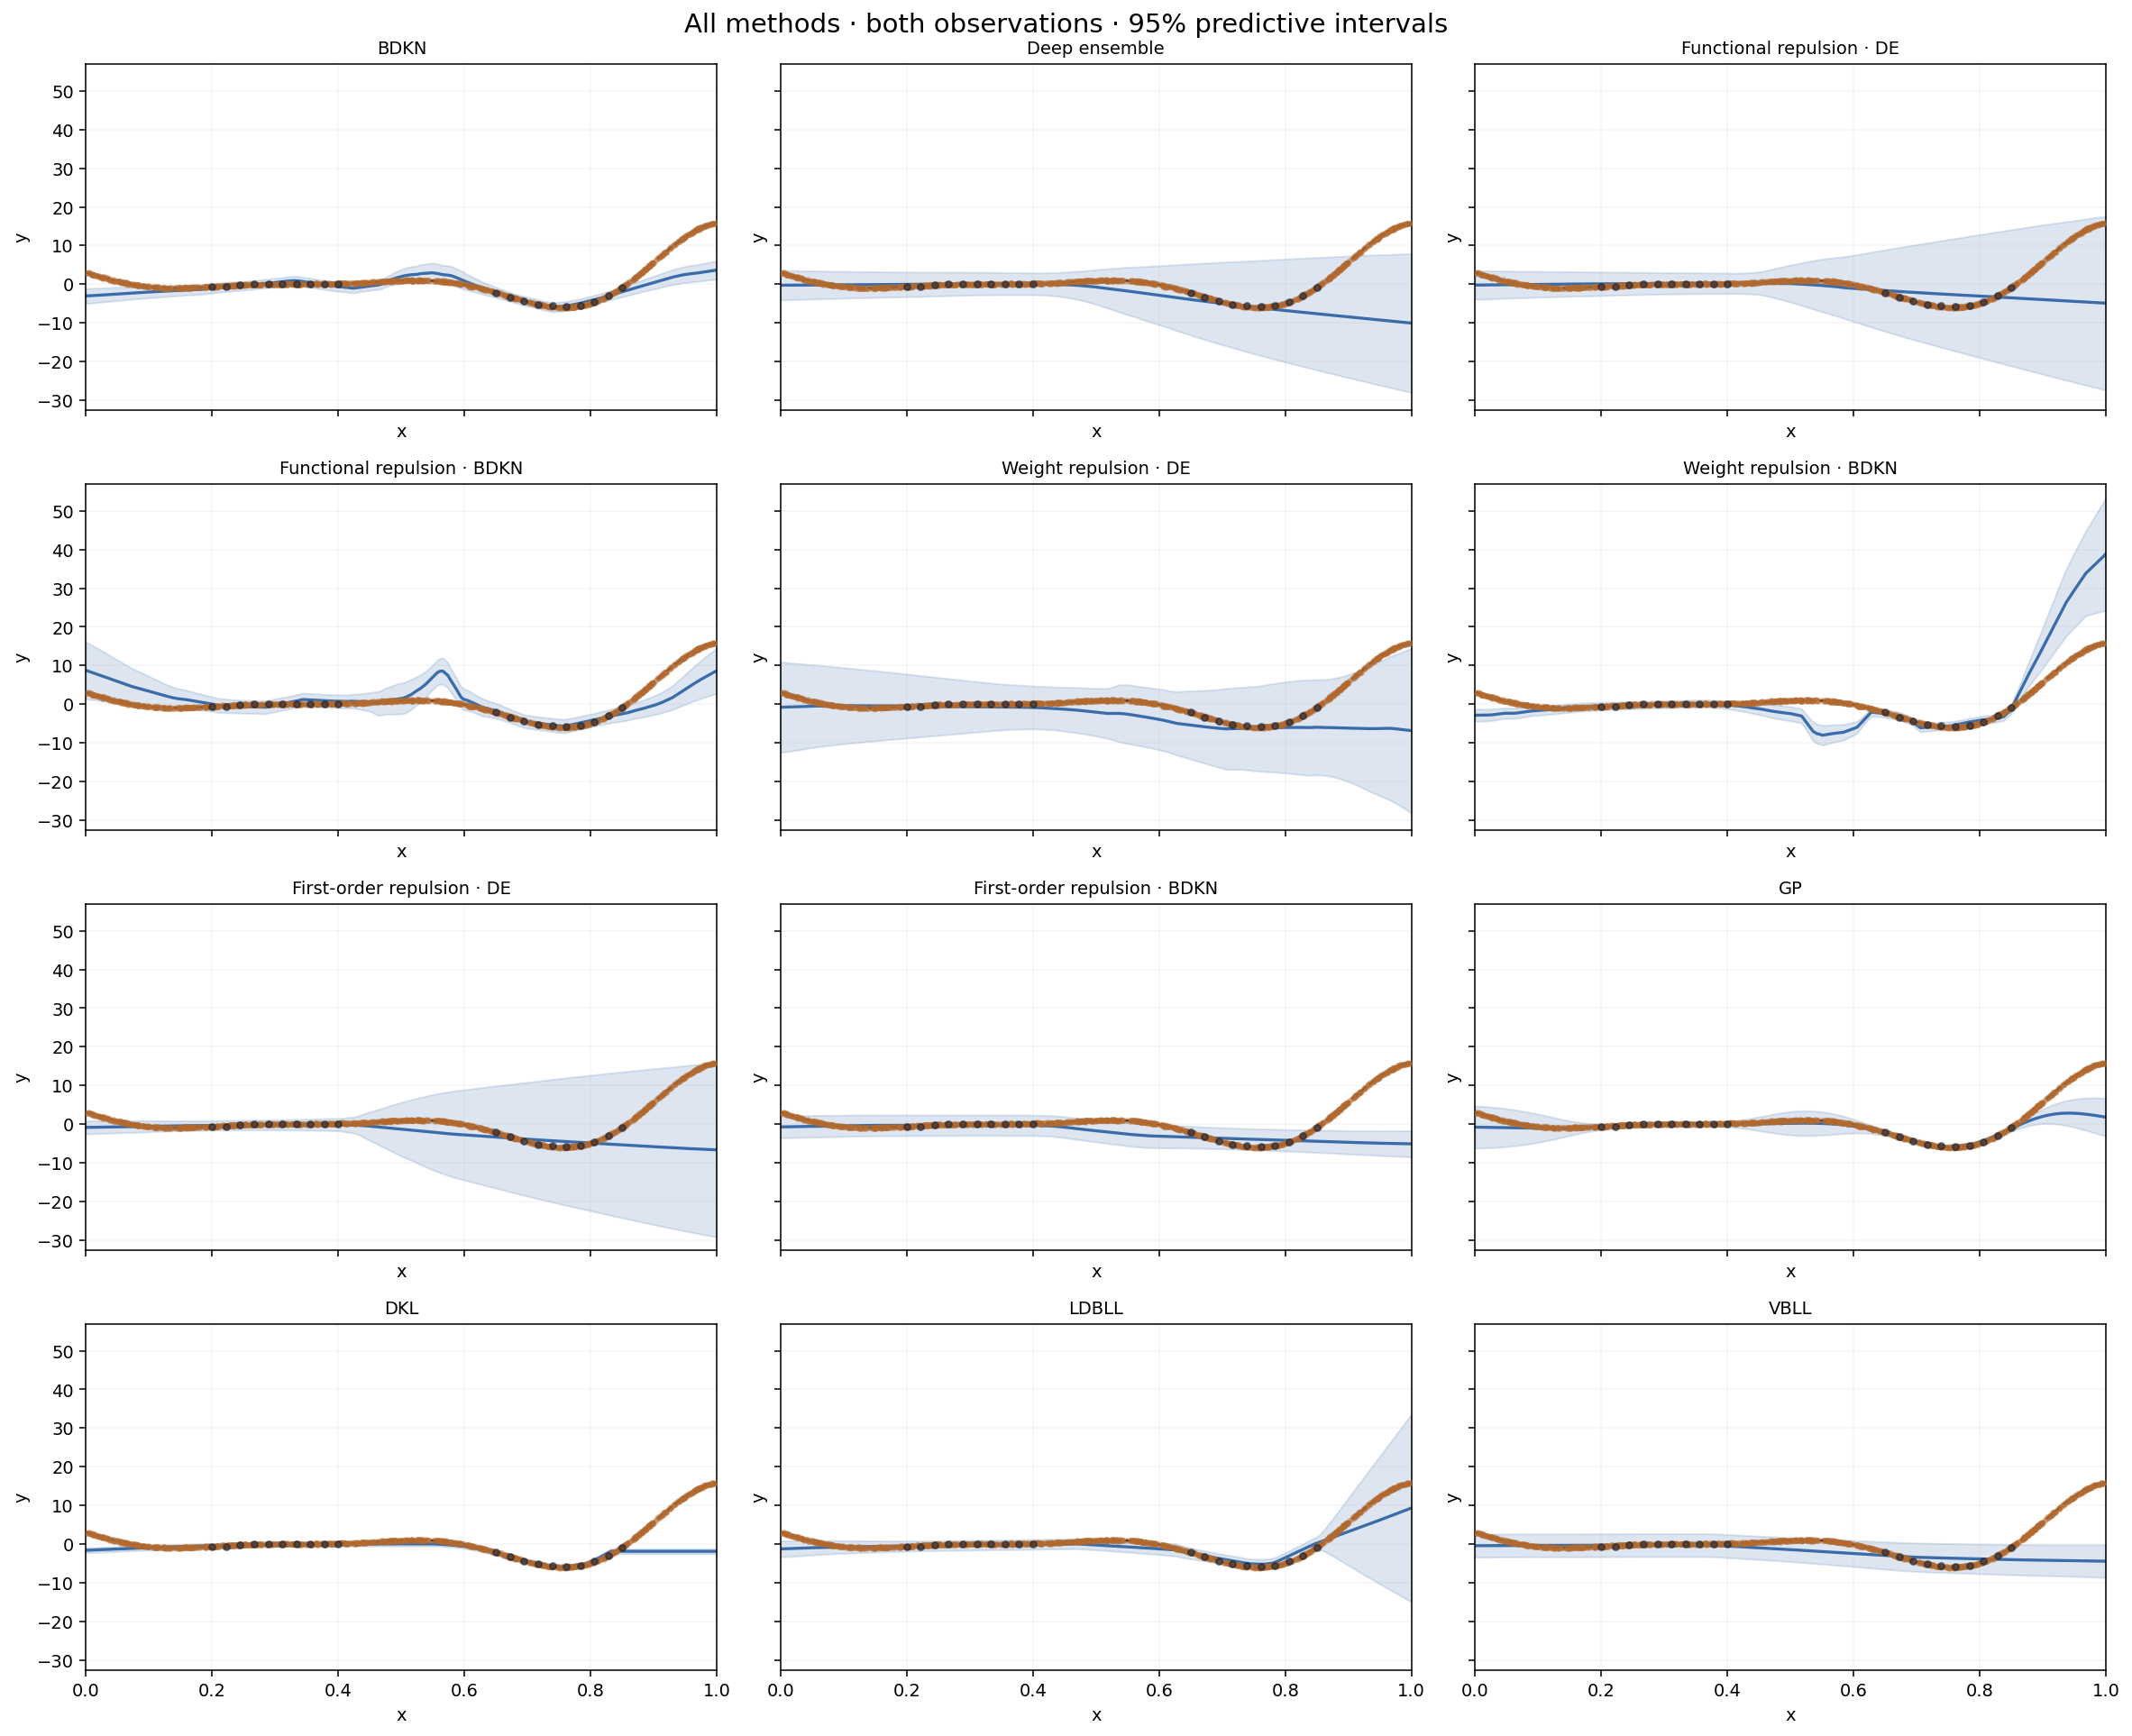 All methods · both observations · 95% predictive intervals
BDKN
Deep ensemble
Functional repulsion · DE
50
40
30
20
10
0
−10
−20
−30
y
y
y
x
x
x
Functional repulsion · BDKN
Weight repulsion · DE
Weight repulsion · BDKN
50
40
30
20
10
0
−10
−20
−30
y
y
y
x
x
x
First-order repulsion · DE
First-order repulsion · BDKN
GP
50
40
30
20
10
0
−10
−20
−30
y
y
y
x
x
x
DKL
LDBLL
VBLL
50
40
30
20
10
0
−10
−20
−30
y
y
y
0.0 0.2 0.4 0.6 0.8 1.0
0.0 0.2 0.4 0.6 0.8 1.0
0.0 0.2 0.4 0.6 0.8 1.0
x
x
x